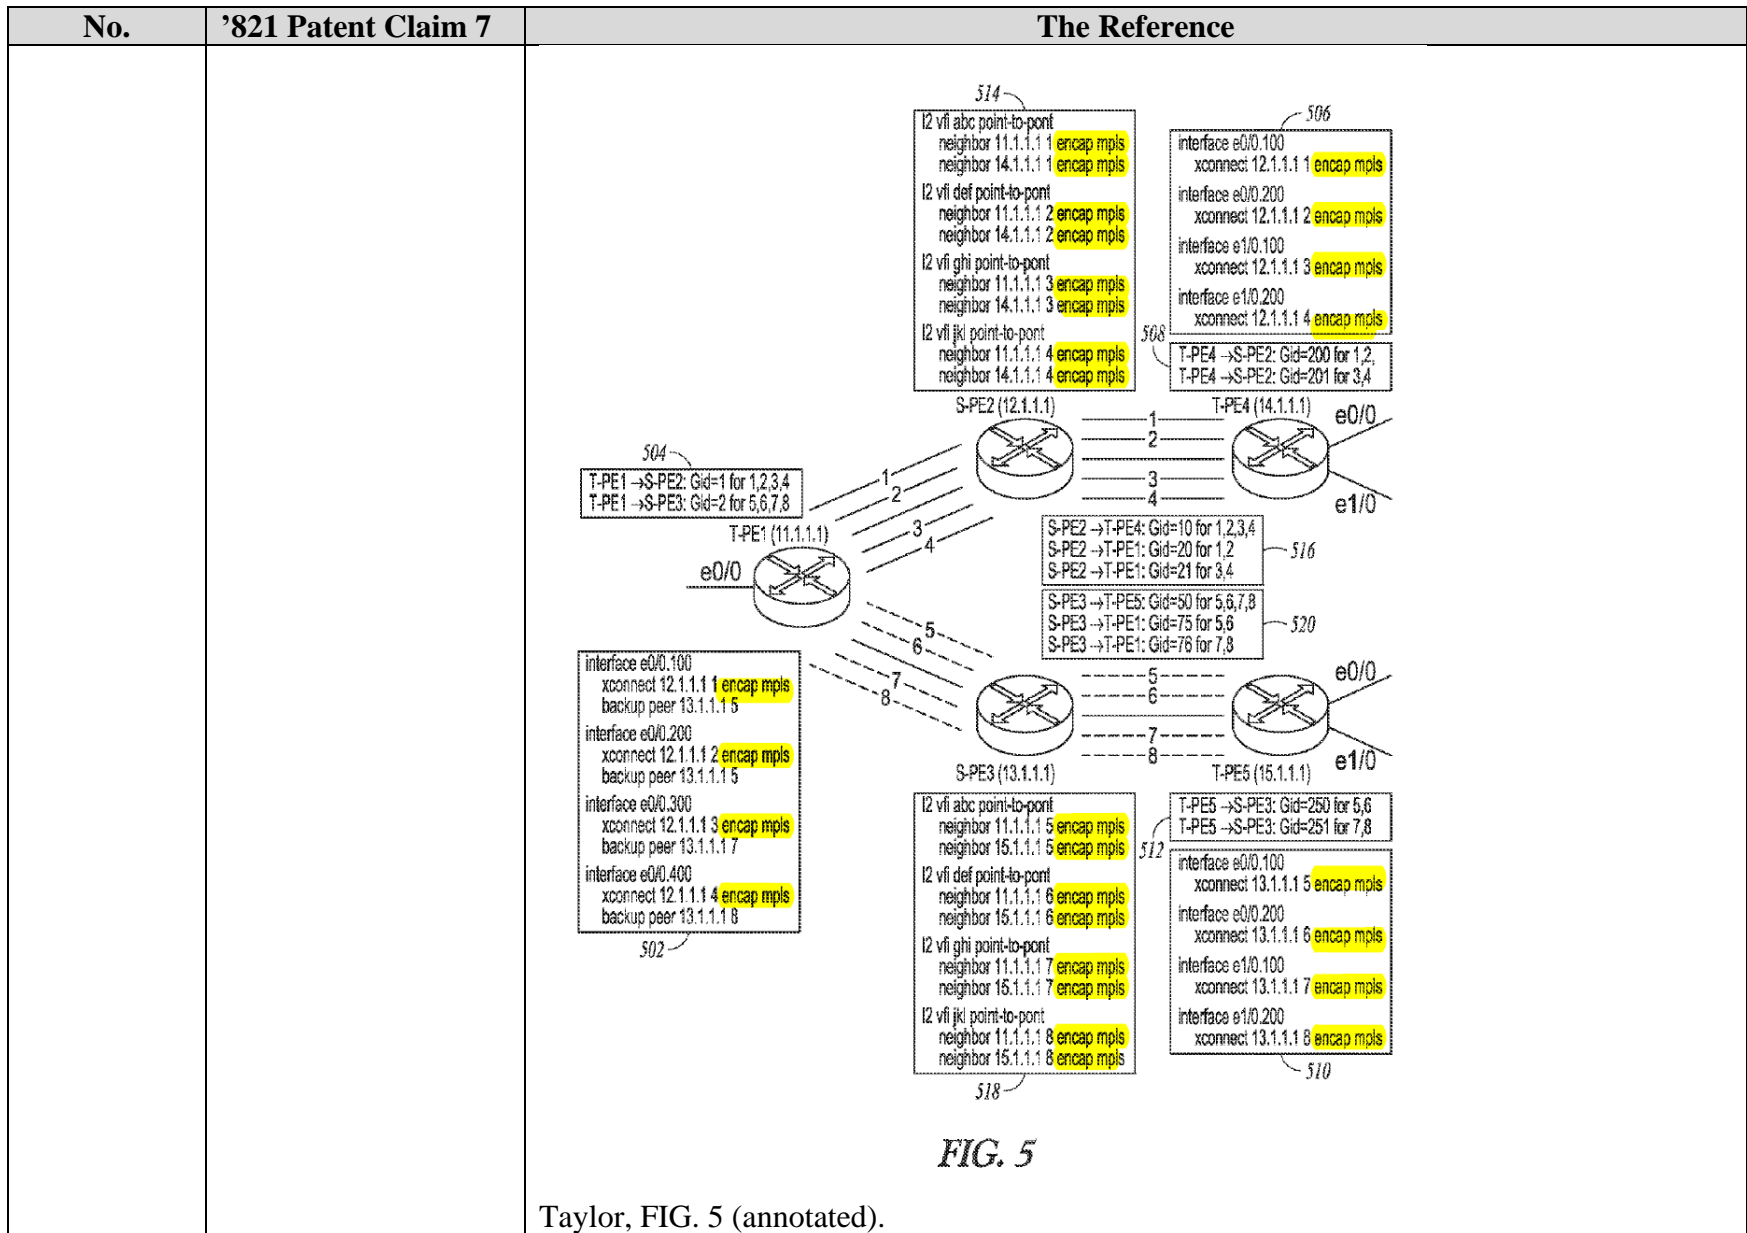 No.
’821 Patent Claim 7
The Reference
514
l2 vfi abc point-to-pont
neighbor 11.1.1.1 1 encap mpls
neighbor 14.1.1.1 1 encap mpls
l2 vfi def point-to-pont
neighbor 11.1.1.1 2 encap mpls
neighbor 14.1.1.1 2 encap mpls
l2 vfi ghi point-to-pont
neighbor 11.1.1.1 3 encap mpls
neighbor 14.1.1.1 3 encap mpls
l2 vfi jkl point-to-pont
neighbor 11.1.1.1 4 encap mpls
neighbor 14.1.1.1 4 encap mpls
506
interface e0/0.100
xconnect 12.1.1.1 1 encap mpls
interface e0/0.200
xconnect 12.1.1.1 2 encap mpls
interface e1/0.100
xconnect 12.1.1.1 3 encap mpls
interface e1/0.200
xconnect 12.1.1.1 4 encap mpls
508
T-PE4 →S-PE2: Gid=200 for 1,2,
T-PE4 →S-PE2: Gid=201 for 3,4
S-PE2 (12.1.1.1)
T-PE4 (14.1.1.1)
e0/0
1
2
3
4
e1/0
504
T-PE1 →S-PE2: Gid=1 for 1,2,3,4
T-PE1 →S-PE3: Gid=2 for 5,6,7,8
1
2
3
4
T-PE1 (11.1.1.1)
e0/0
S-PE2 →T-PE4: Gid=10 for 1,2,3,4
S-PE2 →T-PE1: Gid=20 for 1,2
S-PE2 →T-PE1: Gid=21 for 3,4
516
S-PE3 →T-PE5: Gid=50 for 5,6,7,8
S-PE3 →T-PE1: Gid=75 for 5,6
S-PE3 →T-PE1: Gid=76 for 7,8
520
5
6
7
8
5
6
7
8
e0/0
e1/0
S-PE3 (13.1.1.1)
T-PE5 (15.1.1.1)
interface e0/0.100
xconnect 12.1.1.1 1 encap mpls
backup peer 13.1.1.1 5
interface e0/0.200
xconnect 12.1.1.1 2 encap mpls
backup peer 13.1.1.1 5
interface e0/0.300
xconnect 12.1.1.1 3 encap mpls
backup peer 13.1.1.1 7
interface e0/0.400
xconnect 12.1.1.1 4 encap mpls
backup peer 13.1.1.1 8
502
l2 vfi abc point-to-pont
neighbor 11.1.1.1 5 encap mpls
neighbor 15.1.1.1 5 encap mpls
l2 vfi def point-to-pont
neighbor 11.1.1.1 6 encap mpls
neighbor 15.1.1.1 6 encap mpls
l2 vfi ghi point-to-pont
neighbor 11.1.1.1 7 encap mpls
neighbor 15.1.1.1 7 encap mpls
l2 vfi jkl point-to-pont
neighbor 11.1.1.1 8 encap mpls
neighbor 15.1.1.1 8 encap mpls
518
T-PE5 →S-PE3: Gid=250 for 5,6
T-PE5 →S-PE3: Gid=251 for 7,8
512
interface e0/0.100
xconnect 13.1.1.1 5 encap mpls
interface e0/0.200
xconnect 13.1.1.1 6 encap mpls
interface e1/0.100
xconnect 13.1.1.1 7 encap mpls
interface e1/0.200
xconnect 13.1.1.1 8 encap mpls
510
FIG. 5
Taylor, FIG. 5 (annotated).